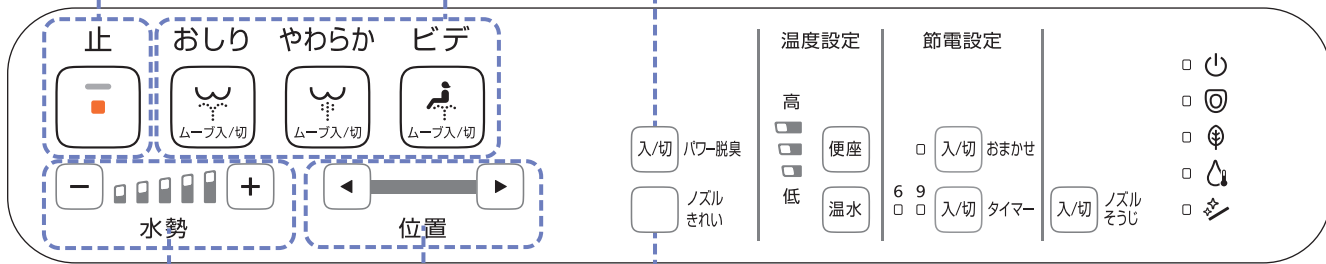 止
おしり やわらか ビデ
ムーブ入/切 ムーブ入/切 ムーブ入/切
− +
水勢
位置
入/切 パワー脱臭
ノズル
きれい
温度設定
高
低
便座
温水
節電設定
入/切 おまかせ
6 9
入/切 タイマー
入/切 ノズル
そうじ